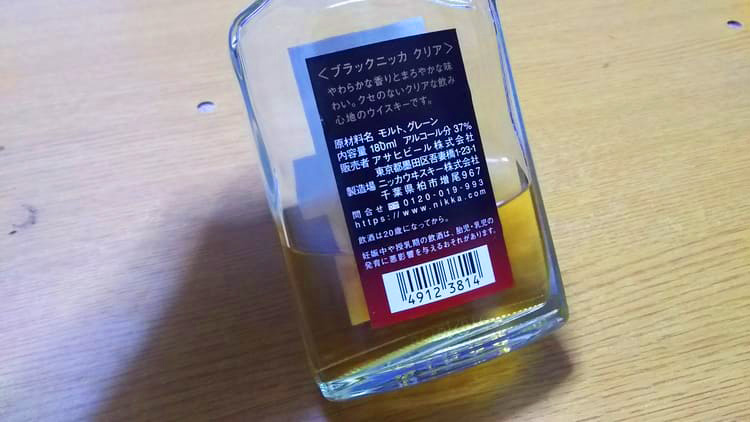 ＜ブラックニッカ クリア＞
やわらかな香りとまろやかな味
わい。クセのないクリアな飲み
心地のウイスキーです。
原材料名 モルト、グレーン
内容量 180ml アルコール分 37%
販売者 アサヒビール株式会社
東京都墨田区吾妻橋1-23-1
製造場 ニッカウヰスキー株式会社
千葉県柏市増尾967
問合せ 0120-019-993
https://www.nikka.com
飲酒は20歳になってから。
妊娠中や授乳期の飲酒は、胎児・乳児の
発育に悪影響を与えるおそれがあります。
4912 3814